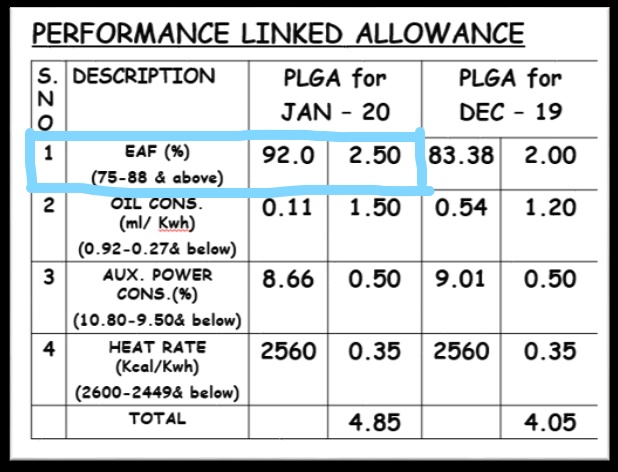 PERFORMANCE LINKED ALLOWANCE
S. DESCRIPTION PLGA for PLGA for
N JAN - 20 DEC - 19
O
1 EAF (%) 92.0 2.50 83.38 2.00
(75-88 & above)
2 OIL CONS. 0.11 1.50 0.54 1.20
(ml/ Kwh)
(0.92-0.27& below)
3 AUX. POWER 8.66 0.50 9.01 0.50
CONS.(%)
(10.80-9.50& below)
4 HEAT RATE 2560 0.35 2560 0.35
(Kcal/Kwh)
(2600-2449& below)
TOTAL 4.85 4.05